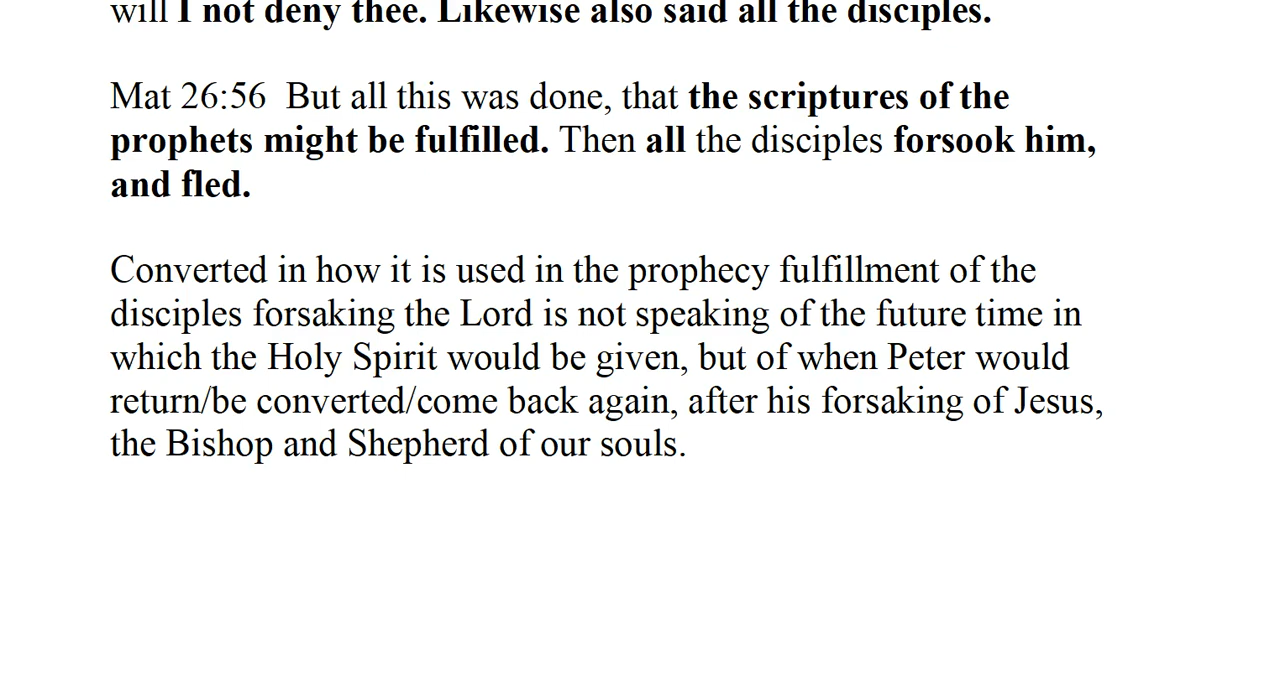 will I not deny thee. Likewise also said all the disciples.
Mat 26:56  But all this was done, that the scriptures of the
prophets might be fulfilled. Then all the disciples forsook him,
and fled.
Converted in how it is used in the prophecy fulfillment of the
disciples forsaking the Lord is not speaking of the future time in
which the Holy Spirit would be given, but of when Peter would
return/be converted/come back again, after his forsaking of Jesus,
the Bishop and Shepherd of our souls.